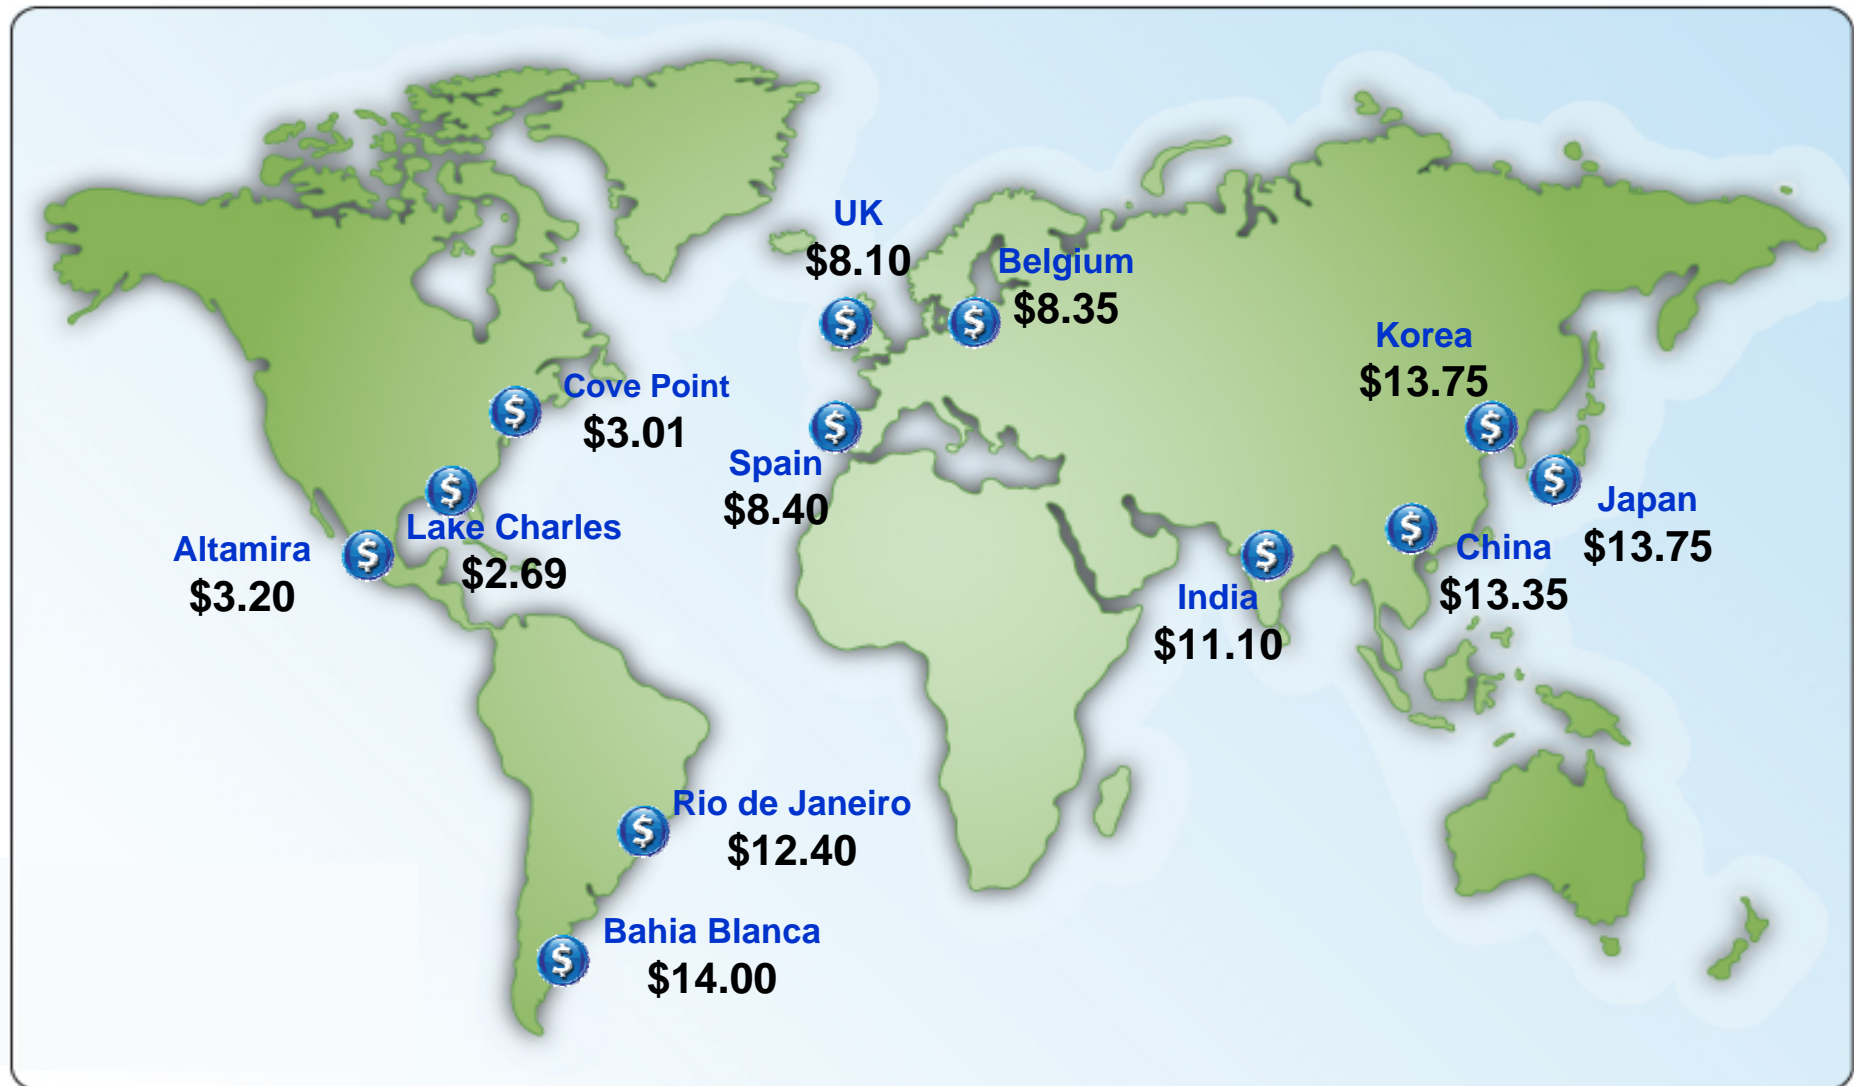 UK
$8.10
Belgium
$8.35
Korea
$13.75
Cove Point
$3.01
Spain
$8.40
Japan
$13.75
Lake Charles
$2.69
Altamira
$3.20
China
$13.35
India
$11.10
Rio de Janeiro
$12.40
Bahia Blanca
$14.00